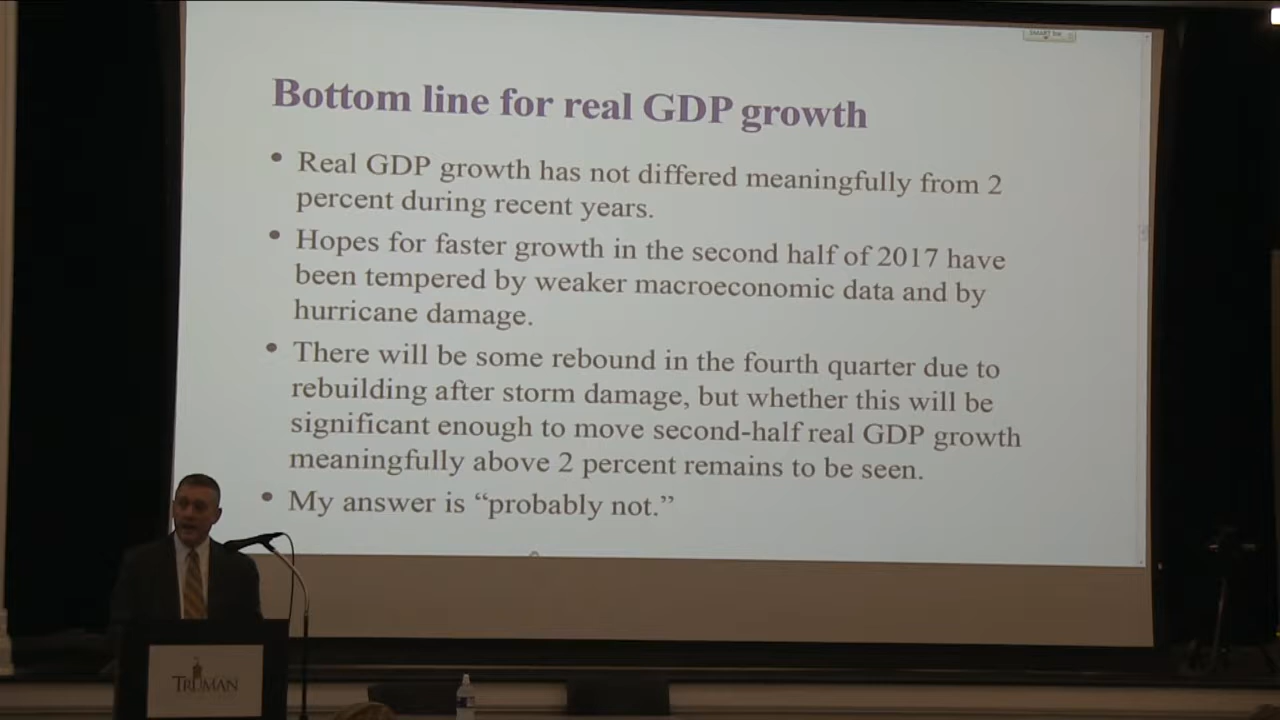 Bottom line for real GDP growth
• Real GDP growth has not differed meaningfully from 2
percent during recent years.
• Hopes for faster growth in the second half of 2017 have
been tempered by weaker macroeconomic data and by
hurricane damage.
• There will be some rebound in the fourth quarter due to
rebuilding after storm damage, but whether this will be
significant enough to move second-half real GDP growth
meaningfully above 2 percent remains to be seen.
• My answer is “probably not.”
TRUMAN